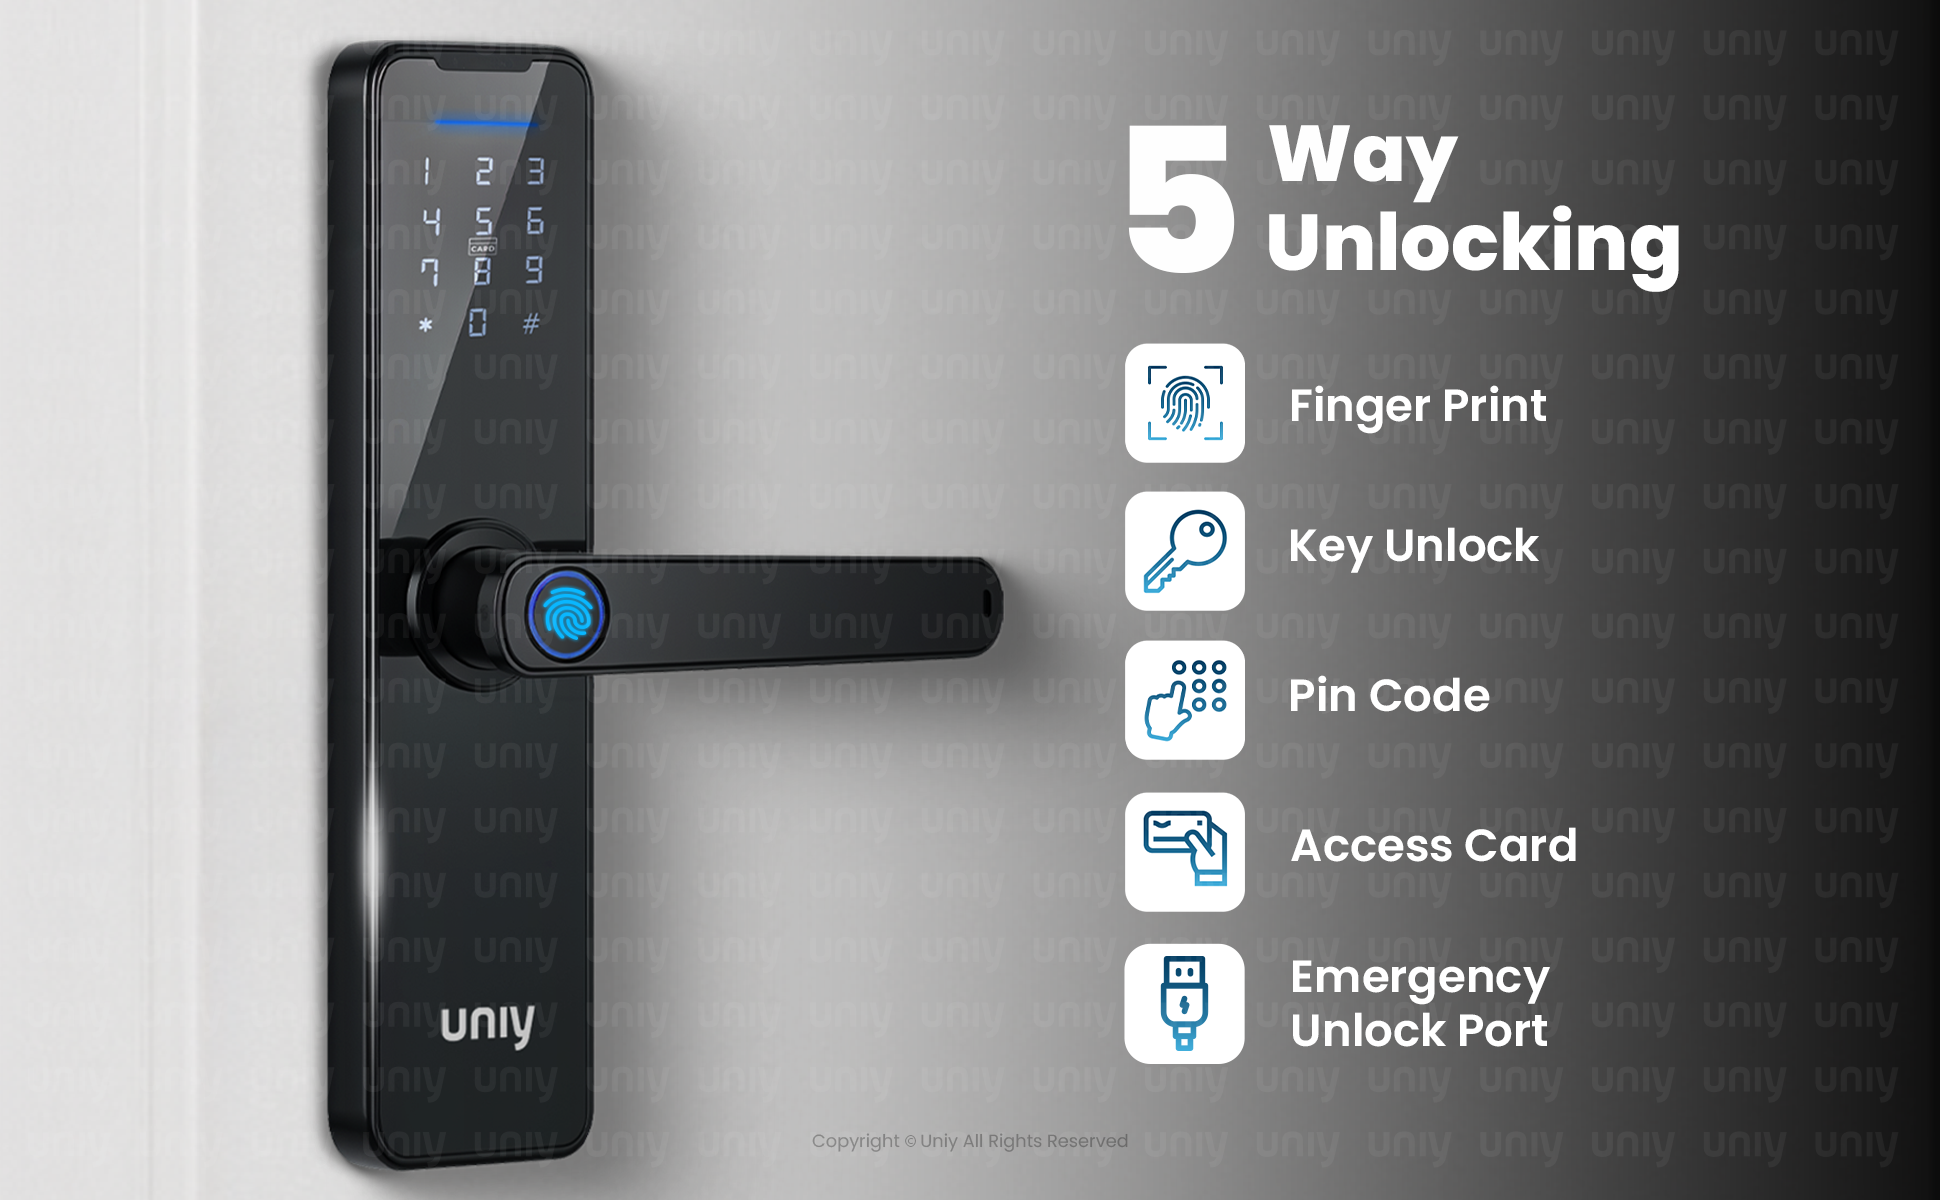 1 2 3
4 5 6
CARD
7 8 9
* 0 #
uniy
5 Way
Unlocking
Finger Print
Key Unlock
Pin Code
Access Card
Emergency
Unlock Port
Copyright © Uniy All Rights Reserved